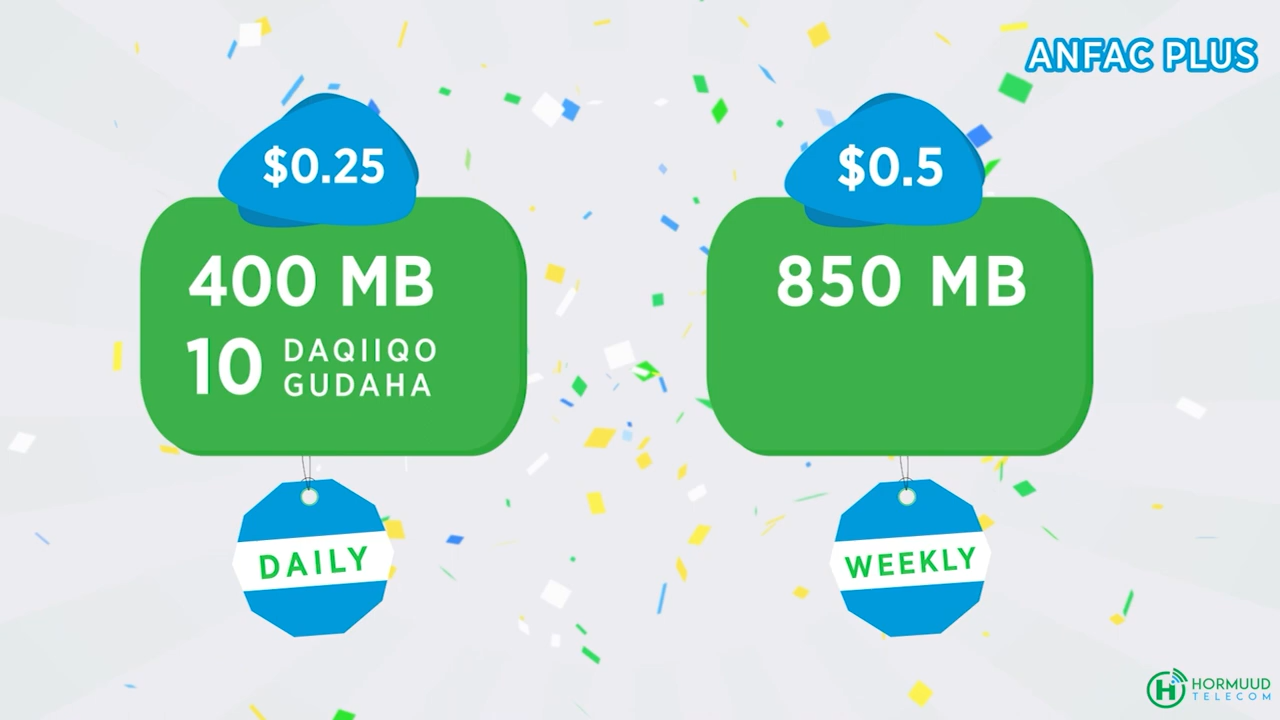 ANFAC PLUS
$0.25
400 MB
10 DAQIIQO
GUDAHA
DAILY
$0.5
850 MB
WEEKLY
HORMUUD
TELECOM